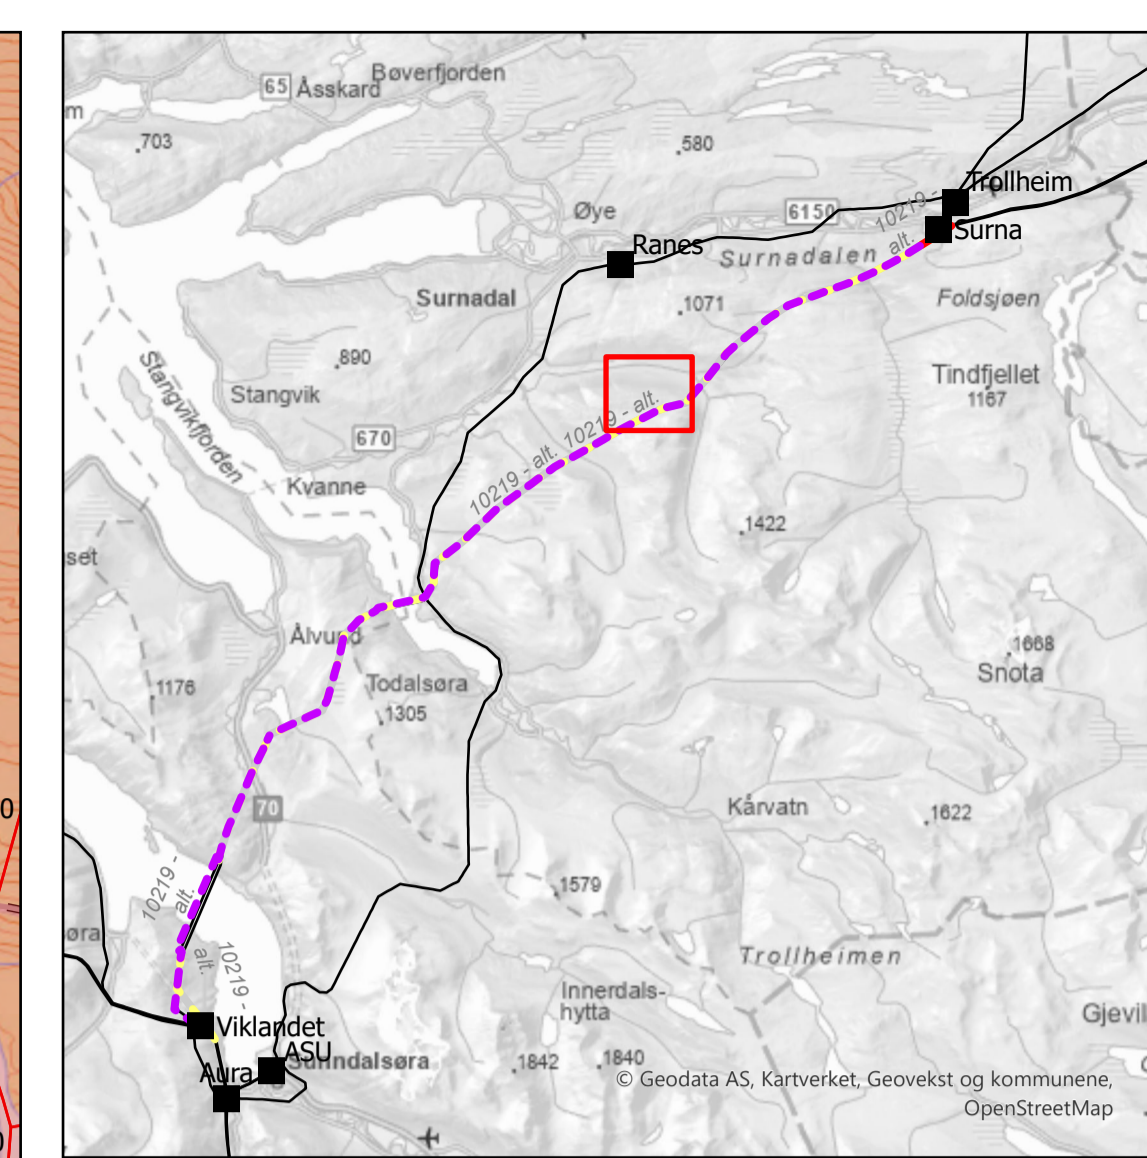 Bøverfjorden
65
Åsskard
m
703
580
Trollheim
10219 -
alt.
Øye
6150
Surna
Ranes
Surnadalen
Surnadal
Foldsjøen
1071
890
Stangvikfjorden
Tindfjellet
1167
Stangvik
10219 - alt.
10219 - alt.
670
Kvanne
1422
set
Ålvund
1668
Snota
Todalsøra
1176
1305
0
70
Kårvatn
1622
10219 -
alt.
1579
øra
10219 -
alt.
Trollheimen
Innerdals-
hytta
Gjevil
Viklandet
ASU
Sunndalsøra
Aura
1842
1840
© Geodata AS, Kartverket, Geovekst og kommunene,
OpenStreetMap